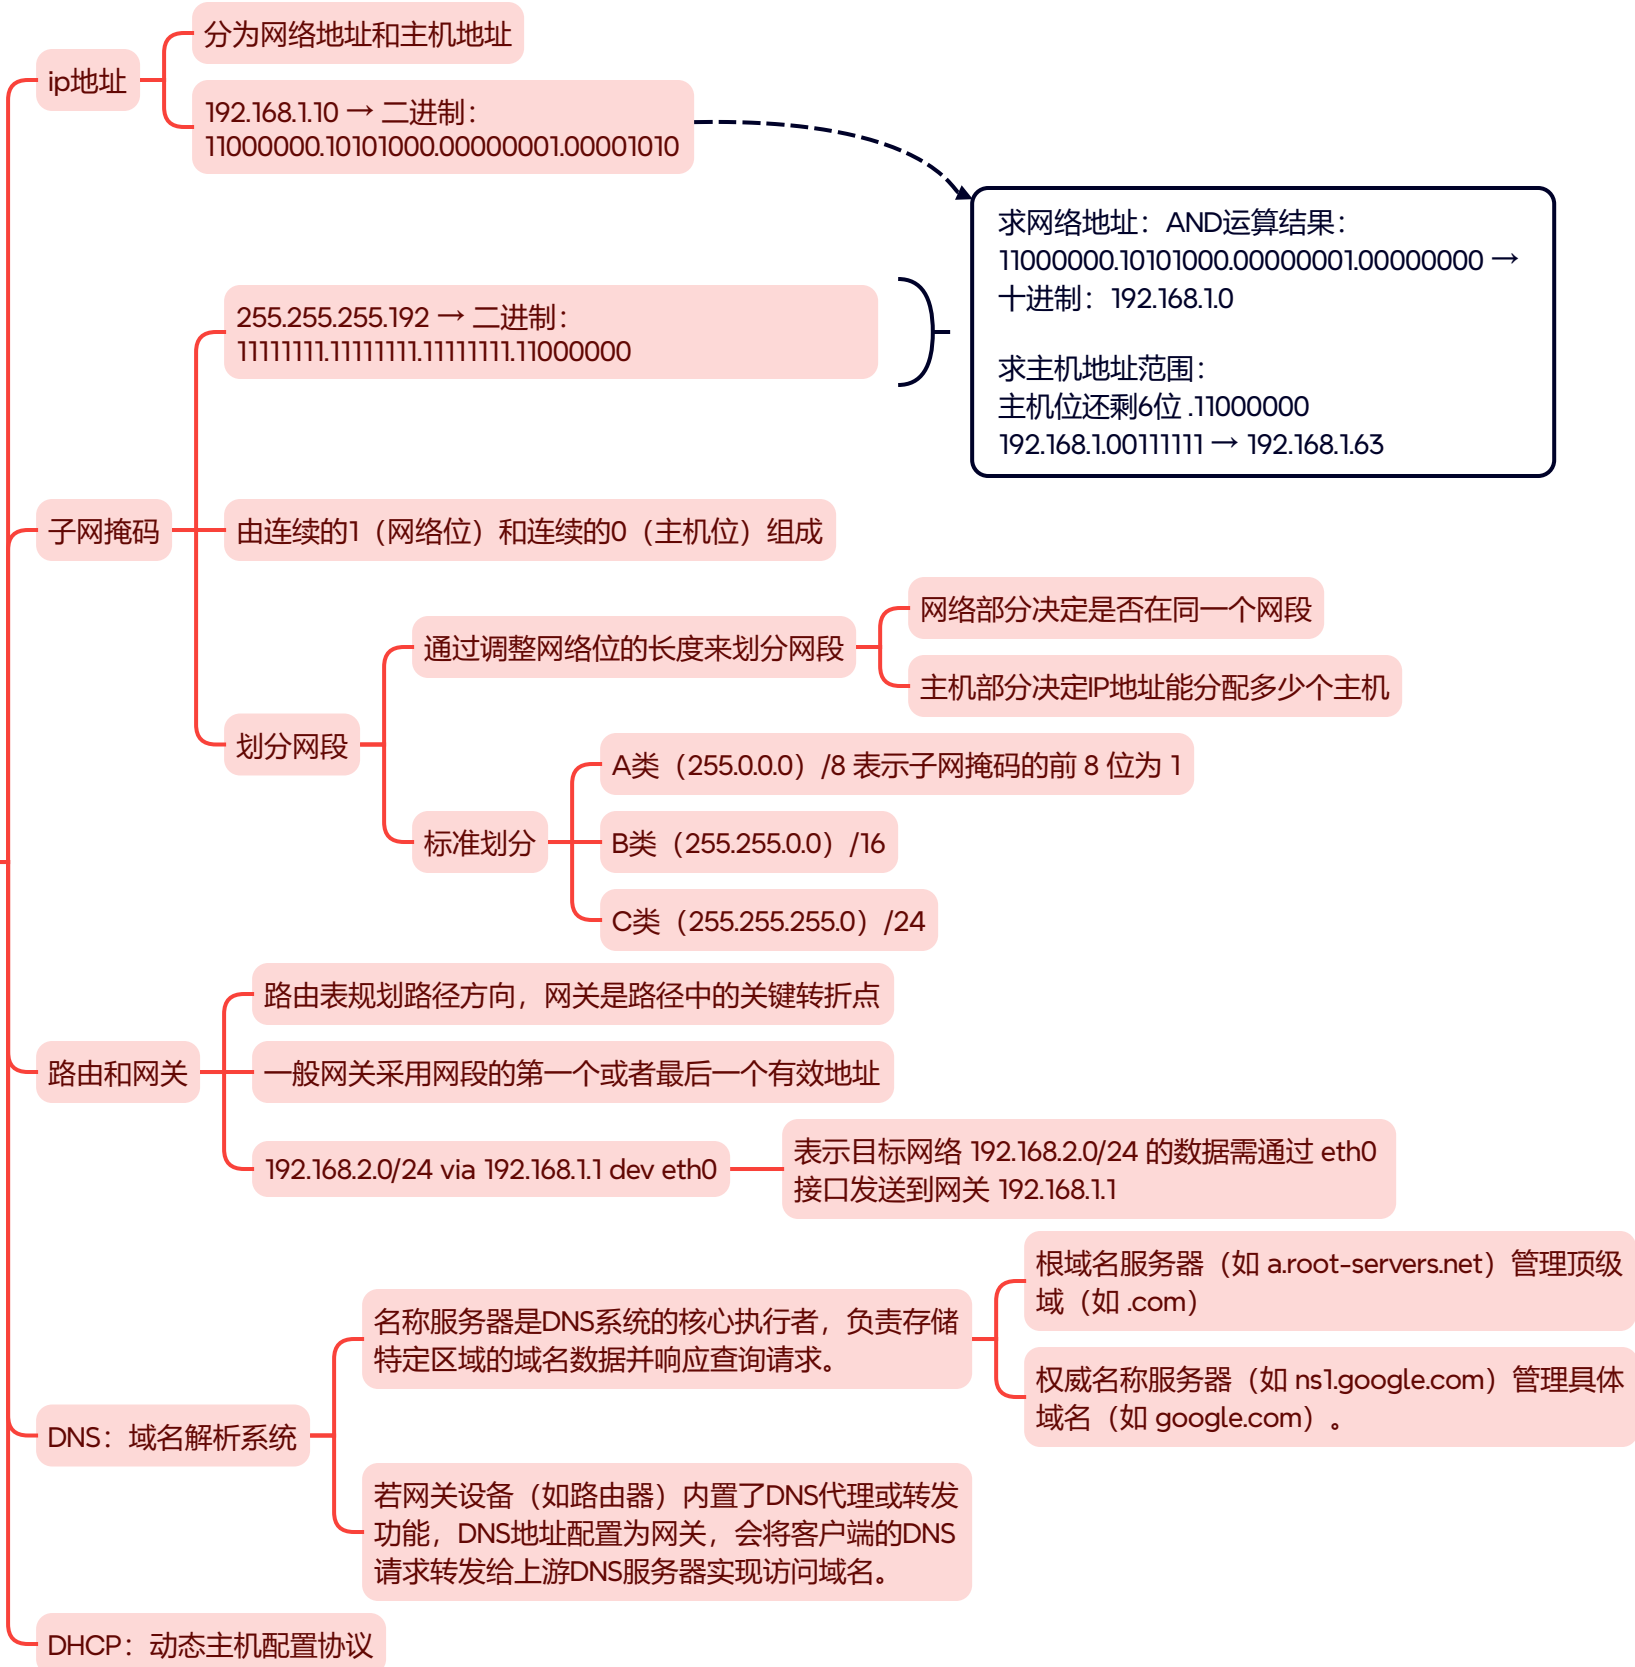 ip地址
分为网络地址和主机地址
192.168.1.10 → 二进制：
11000000.10101000.00000001.00001010
求网络地址：AND运算结果：
11000000.10101000.00000001.00000000 →
十进制：192.168.1.0
求主机地址范围：
主机位还剩6位 .11000000
192.168.1.00111111 → 192.168.1.63
子网掩码
255.255.255.192 → 二进制：
11111111.11111111.11111111.11000000
由连续的1（网络位）和连续的0（主机位）组成
划分网段
通过调整网络位的长度来划分网段
网络部分决定是否在同一个网段
主机部分决定IP地址能分配多少个主机
标准划分
A类（255.0.0.0）/8 表示子网掩码的前 8 位为 1
B类（255.255.0.0）/16
C类（255.255.255.0）/24
路由和网关
路由表规划路径方向，网关是路径中的关键转折点
一般网关采用网段的第一个或者最后一个有效地址
192.168.2.0/24 via 192.168.1.1 dev eth0
表示目标网络 192.168.2.0/24 的数据需通过 eth0
接口发送到网关 192.168.1.1
DNS：域名解析系统
名称服务器是DNS系统的核心执行者，负责存储
特定区域的域名数据并响应查询请求。
根域名服务器（如 a.root-servers.net）管理顶级
域（如 .com）
权威名称服务器（如 ns1.google.com）管理具体
域名（如 google.com）。
若网关设备（如路由器）内置了DNS代理或转发
功能，DNS地址配置为网关，会将客户端的DNS
请求转发给上游DNS服务器实现访问域名。
DHCP：动态主机配置协议